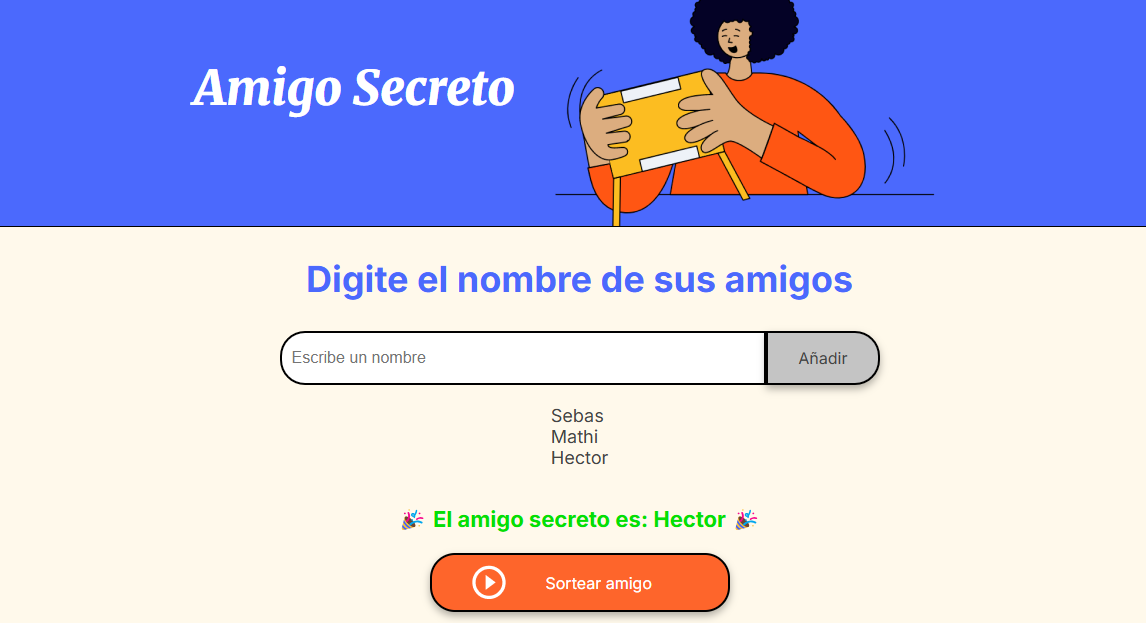 Amigo Secreto
Digite el nombre de sus amigos
Escribe un nombre
Añadir
Sebas
Mathi
Hector
🎉 El amigo secreto es: Hector 🎉
Sortear amigo